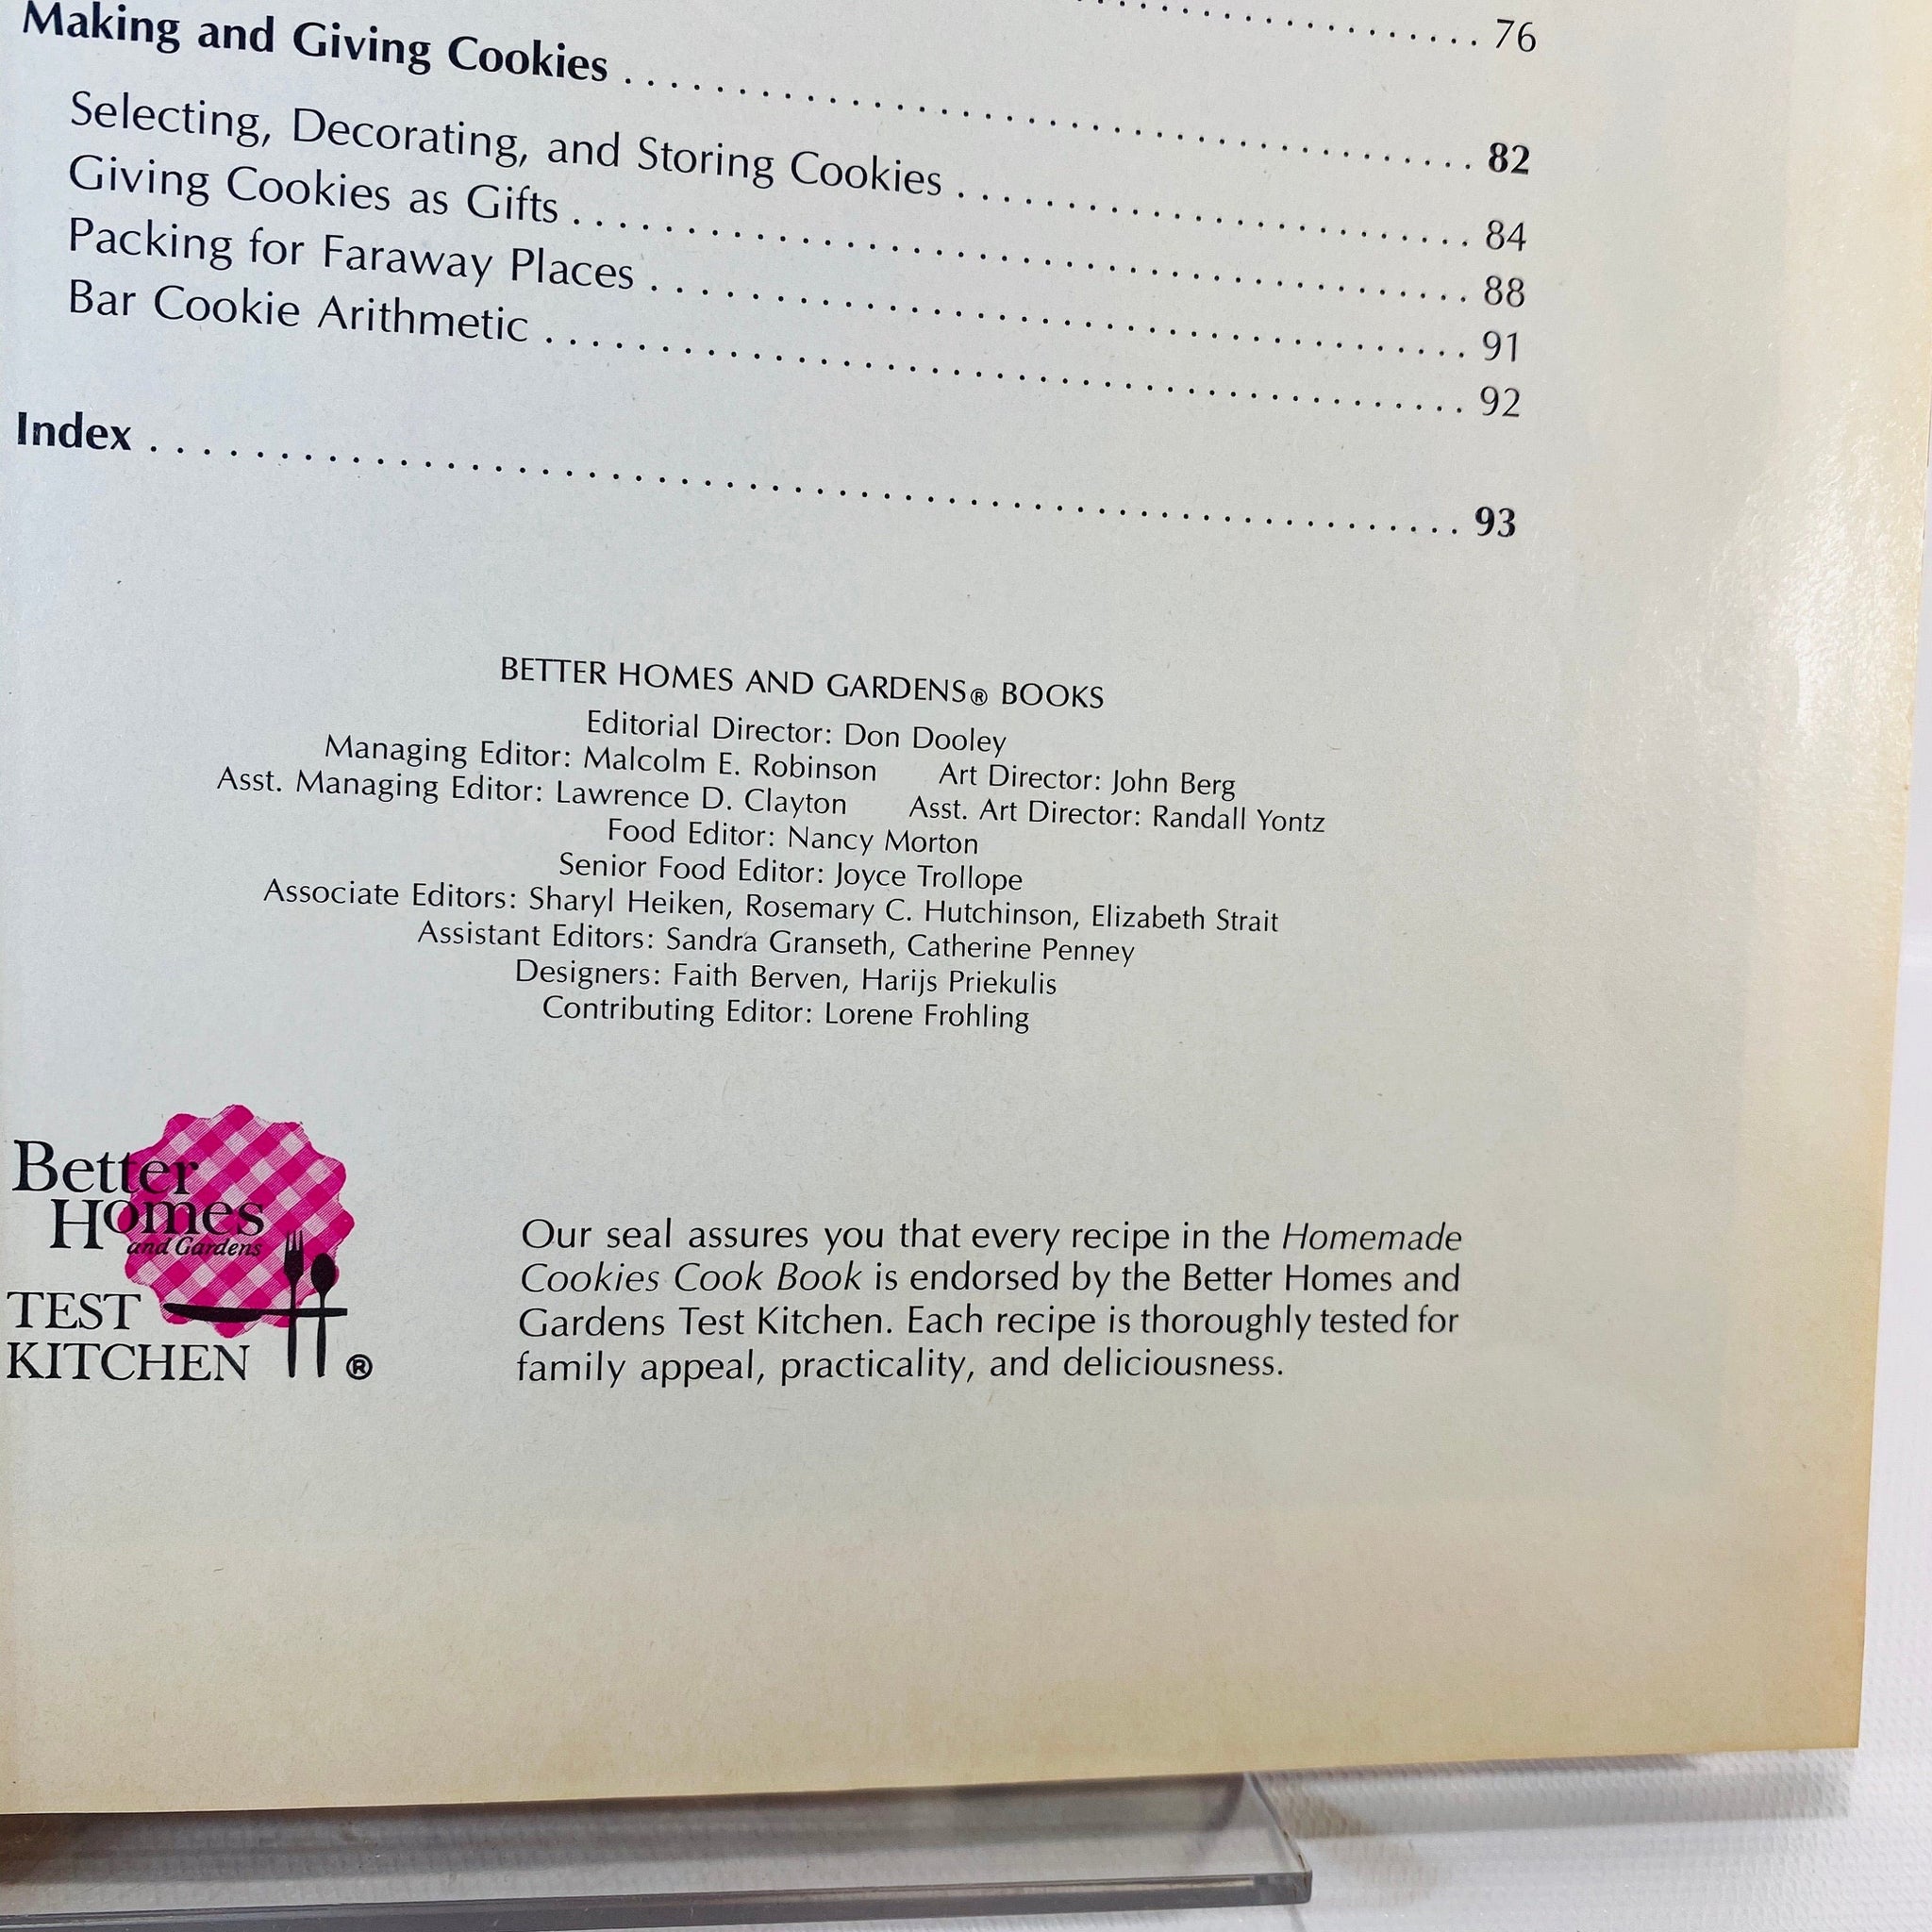 76
Making and Giving Cookies 82
Selecting, Decorating, and Storing Cookies 84
Giving Cookies as Gifts 88
Packing for Faraway Places 91
Bar Cookie Arithmetic 92
Index 93
BETTER HOMES AND GARDENS® BOOKS
Editorial Director: Don Dooley
Managing Editor: Malcolm E. Robinson Art Director: John Berg
Asst. Managing Editor: Lawrence D. Clayton Asst. Art Director: Randall Yontz
Food Editor: Nancy Morton
Senior Food Editor: Joyce Trollope
Associate Editors: Sharyl Heiken, Rosemary C. Hutchinson, Elizabeth Strait
Assistant Editors: Sandra Granseth, Catherine Penney
Designers: Faith Berven, Harijs Priekulis
Contributing Editor: Lorene Frohling
Better
Homes
and Gardens
TEST
KITCHEN ®
Our seal assures you that every recipe in the Homemade
Cookies Cook Book is endorsed by the Better Homes and
Gardens Test Kitchen. Each recipe is thoroughly tested for
family appeal, practicality, and deliciousness.